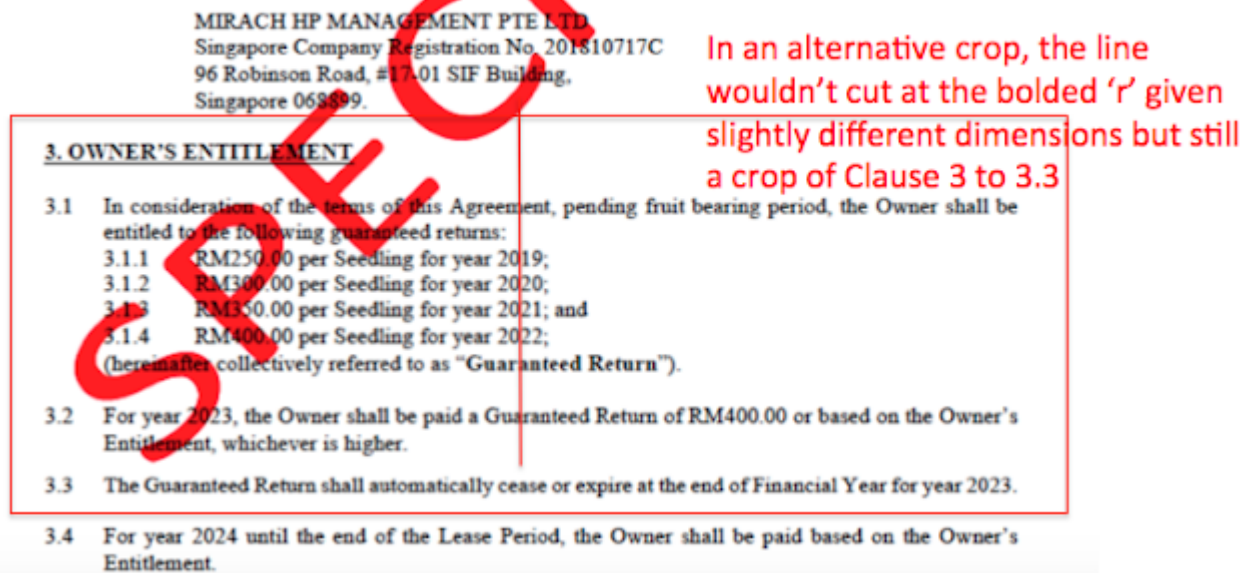 MIRACH HP MANAGEMENT PTE LTD
Singapore Company Registration No. 201810717C
96 Robinson Road, #17-01 SIF Building,
Singapore 068899.
In an alternative crop, the line
wouldn’t cut at the bolded ‘r’ given
slightly different dimensions but still
a crop of Clause 3 to 3.3
3. OWNER’S ENTITLEMENT
3.1 In consideration of the terms of this Agreement, pending fruit bearing period, the Owner shall be
entitled to the following guaranteed returns:
3.1.1 RM250.00 per Seedling for year 2019;
3.1.2 RM300.00 per Seedling for year 2020;
3.1.3 RM350.00 per Seedling for year 2021; and
3.1.4 RM400.00 per Seedling for year 2022;
(hereinafter collectively referred to as “Guaranteed Return”).
3.2 For year 2023, the Owner shall be paid a Guaranteed Return of RM400.00 or based on the Owner’s
Entitlement, whichever is higher.
3.3 The Guaranteed Return shall automatically cease or expire at the end of Financial Year for year 2023.
3.4 For year 2024 until the end of the Lease Period, the Owner shall be paid based on the Owner’s
Entitlement.
SPEC